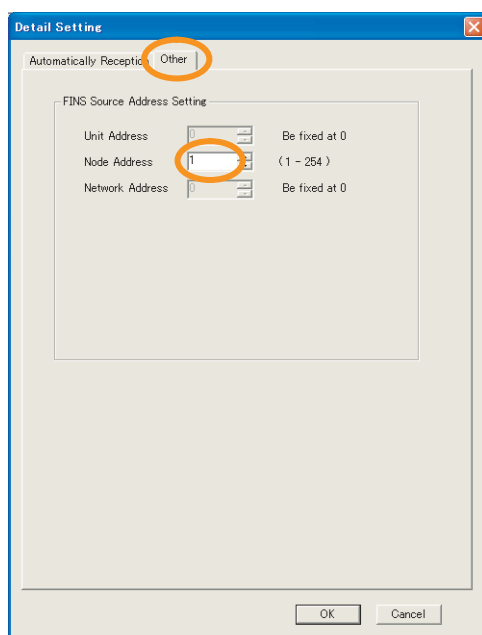 Detail Setting
Automatically Reception Other
FINS Source Address Setting
Unit Address 0 Be fixed at 0
Node Address 1 (1 - 254)
Network Address 0 Be fixed at 0
OK Cancel